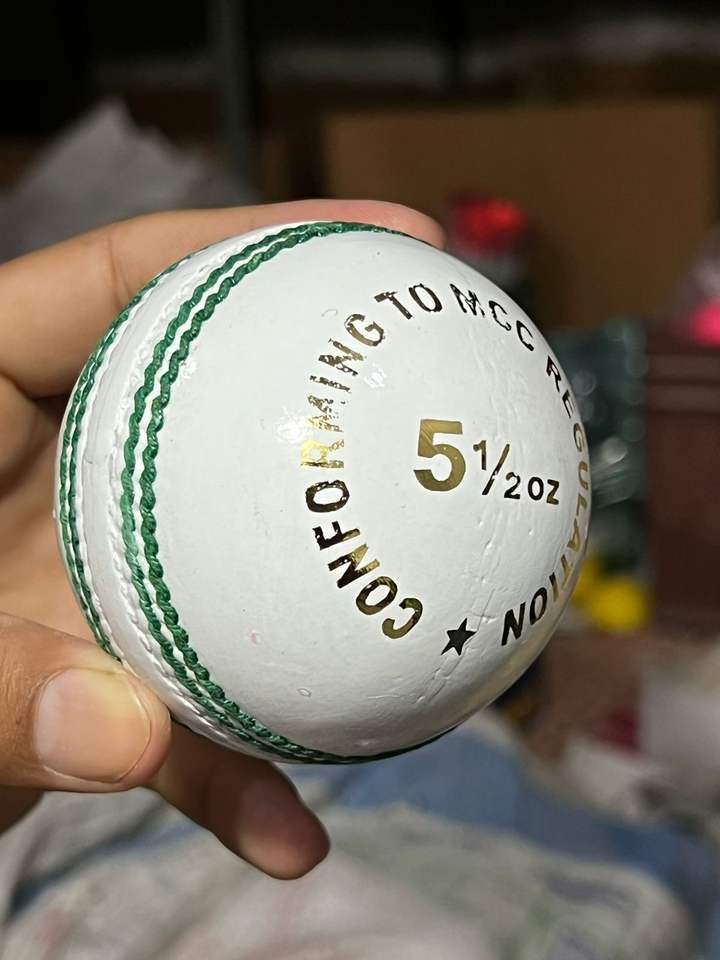 CONFORMING TO MCC REGULATION
5 1/2 oz